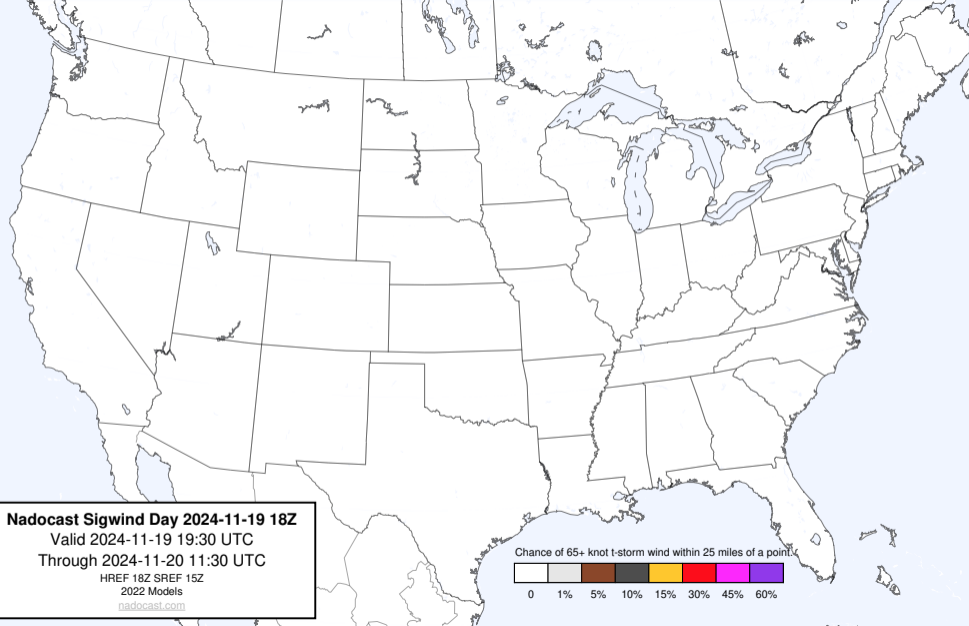 Nadocast Sigwind Day 2024-11-19 18Z
Valid 2024-11-19 19:30 UTC
Through 2024-11-20 11:30 UTC
HREF 18Z SREF 15Z
2022 Models
nadocast.com
Chance of 65+ knot t-storm wind within 25 miles of a point.
0 1% 5% 10% 15% 30% 45% 60%